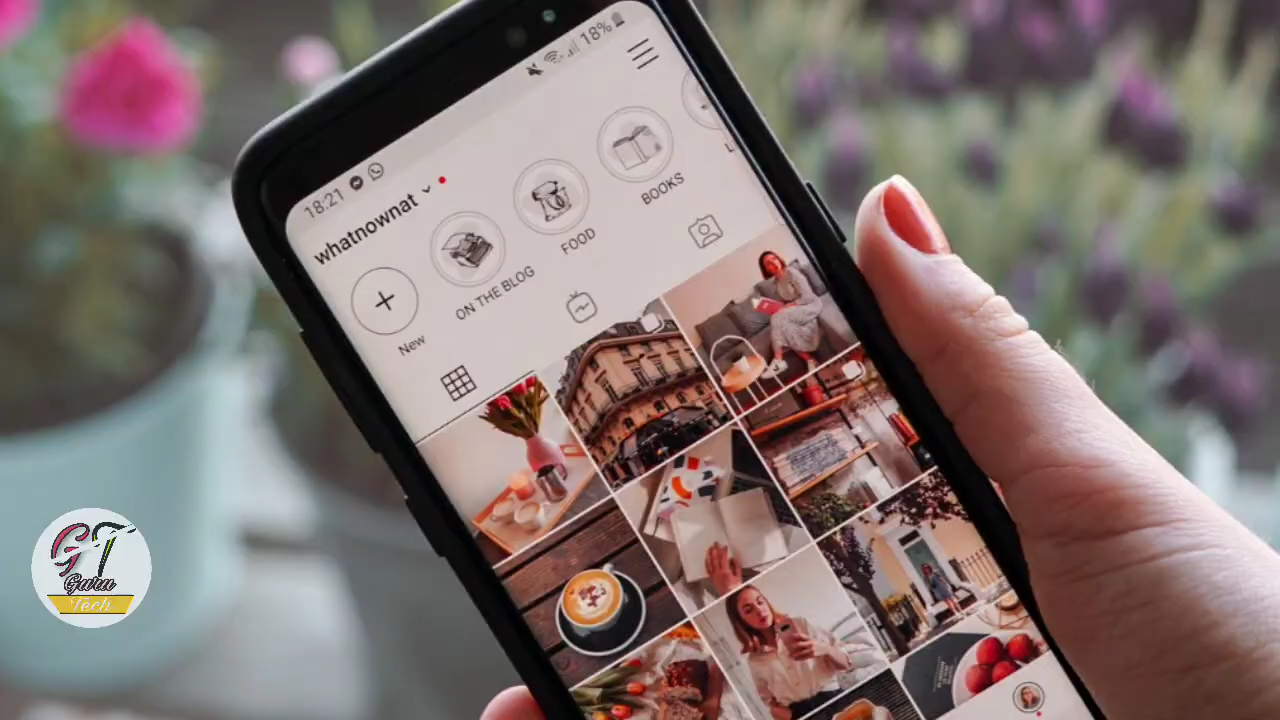 18:21
18%
whatnownat
New
ON THE BLOG
FOOD
BOOKS
GT
Guru
Tech